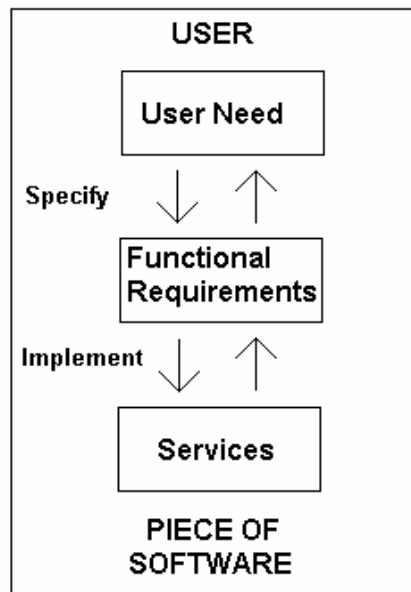 USER
User Need
Specify
Functional
Requirements
Implement
Services
PIECE OF
SOFTWARE